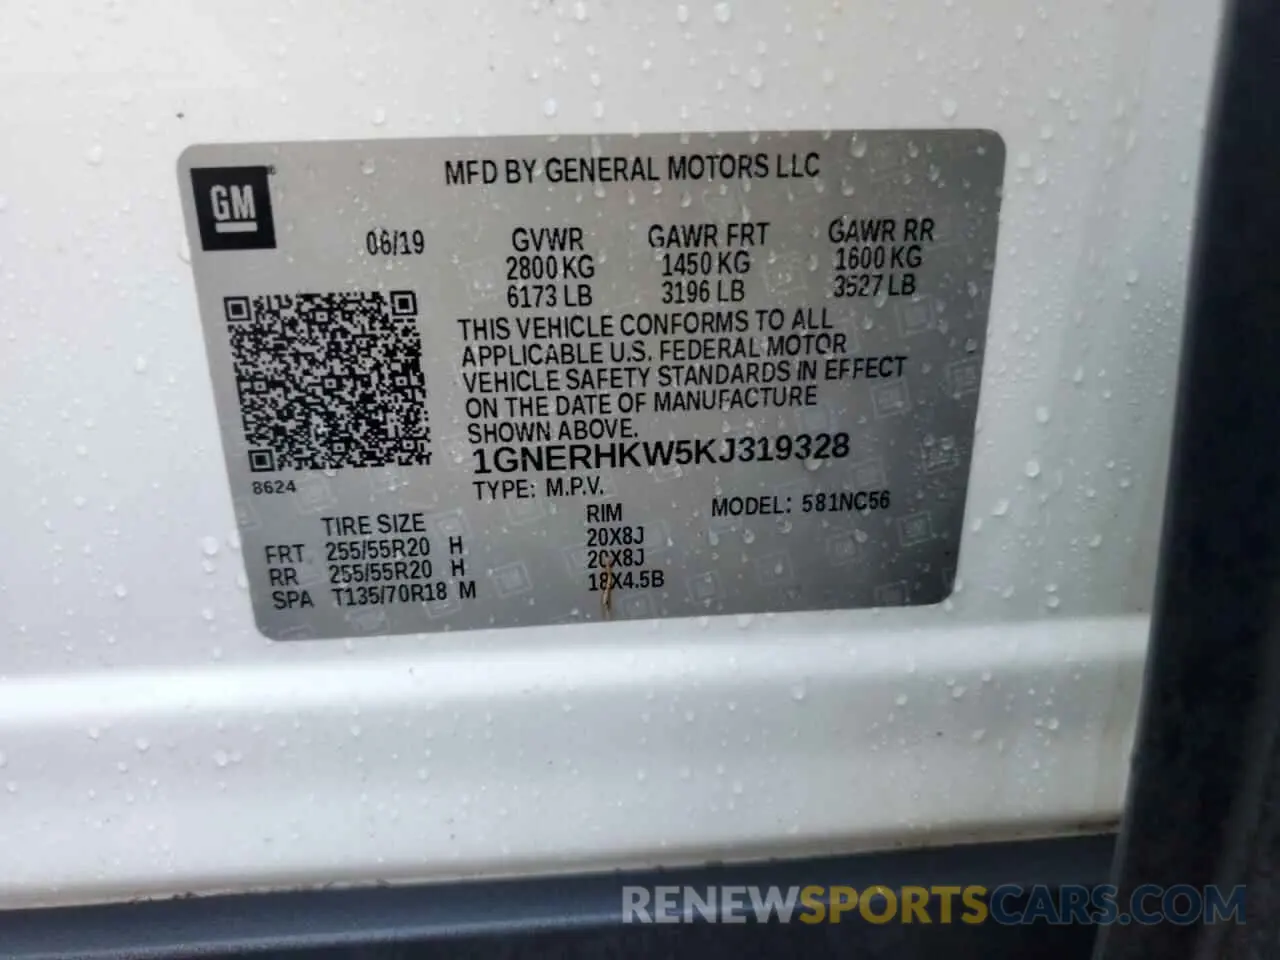 MFD BY GENERAL MOTORS LLC
GM
06/19
GVWR GAWR FRT GAWR RR
2800 KG 1450 KG 1600 KG
6173 LB 3196 LB 3527 LB
THIS VEHICLE CONFORMS TO ALL
APPLICABLE U.S. FEDERAL MOTOR
VEHICLE SAFETY STANDARDS IN EFFECT
ON THE DATE OF MANUFACTURE
SHOWN ABOVE.
1GNERHKW5KJ319328
8624
TYPE: M.P.V.
MODEL: 581NC56
TIRE SIZE RIM
FRT 255/55R20 H 20X8J
RR 255/55R20 H 20X8J
SPA T135/70R18 M 18X4.5B
RENEWSPORTSCARS.COM